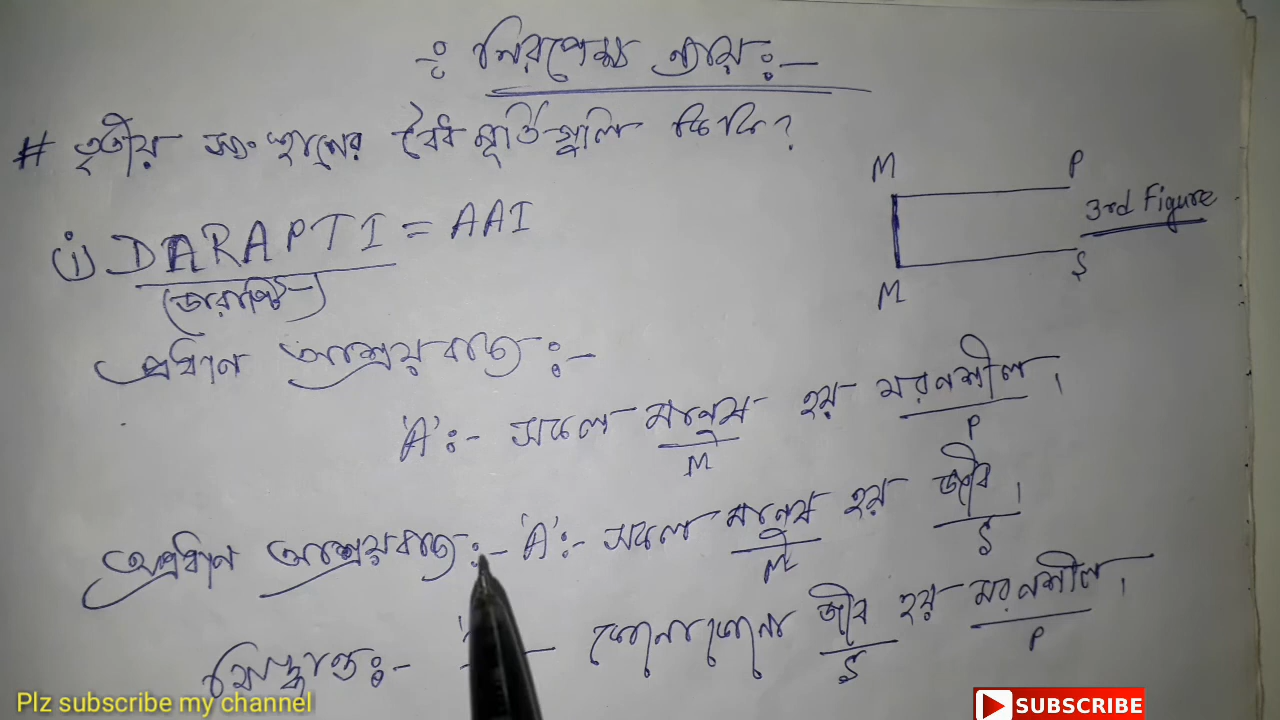 ঃ নিরপেক্ষ ন্যায় ঃ-
# তৃতীয় সংস্থানের বৈধ মূর্তিগুলি কি কি?
M P
3rd Figure
M S
i) DARAPTI = AAI
(ডারাপ্টি)
প্রধান আশ্রয়বাক্য ঃ-
'A' ঃ- সকল মানুষ হয় মরনশীল।
M P
অপ্রধান আশ্রয়বাক্য ঃ- 'A' ঃ- সকল মানুষ হয় জীব।
M S
সিদ্ধান্ত ঃ- কোনো কোনো জীব হয় মরনশীল।
S P
Plz subscribe my channel
SUBSCRIBE